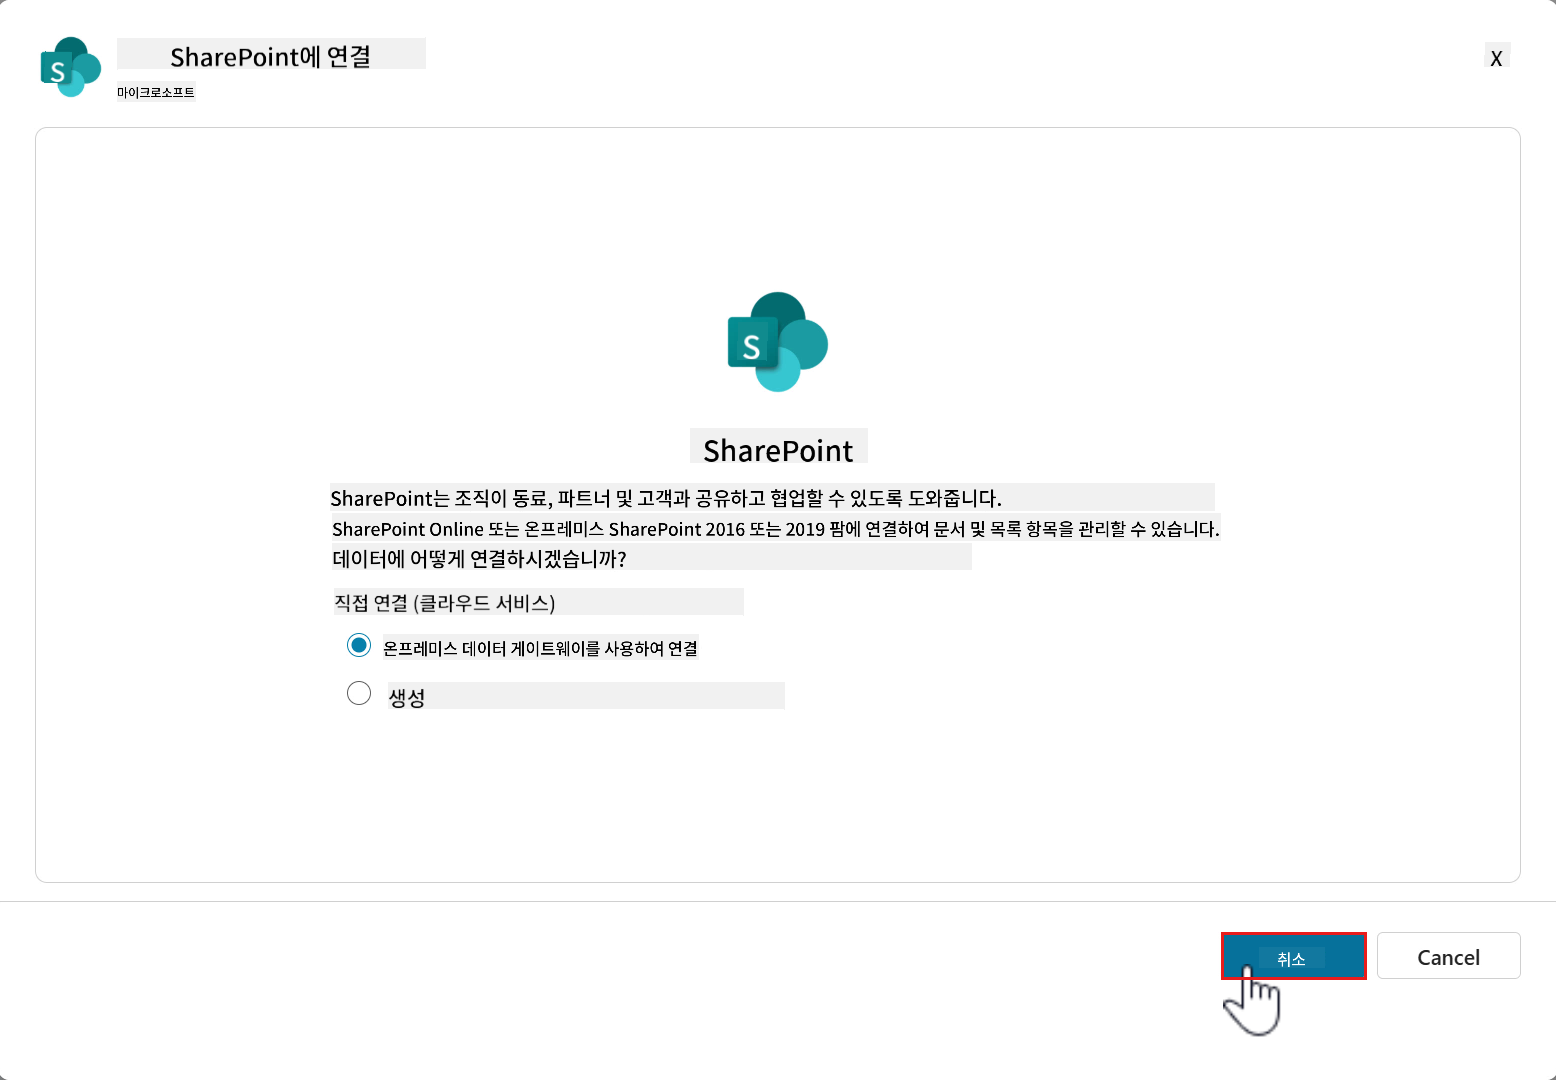 S
SharePoint에 연결
X
마이크로소프트
S
SharePoint
SharePoint는 조직이 동료, 파트너 및 고객과 공유하고 협업할 수 있도록 도와줍니다.
SharePoint Online 또는 온프레미스 SharePoint 2016 또는 2019 팜에 연결하여 문서 및 목록 항목을 관리할 수 있습니다.
데이터에 어떻게 연결하시겠습니까?
직접 연결 (클라우드 서비스)
온프레미스 데이터 게이트웨이를 사용하여 연결
생성
취소
Cancel